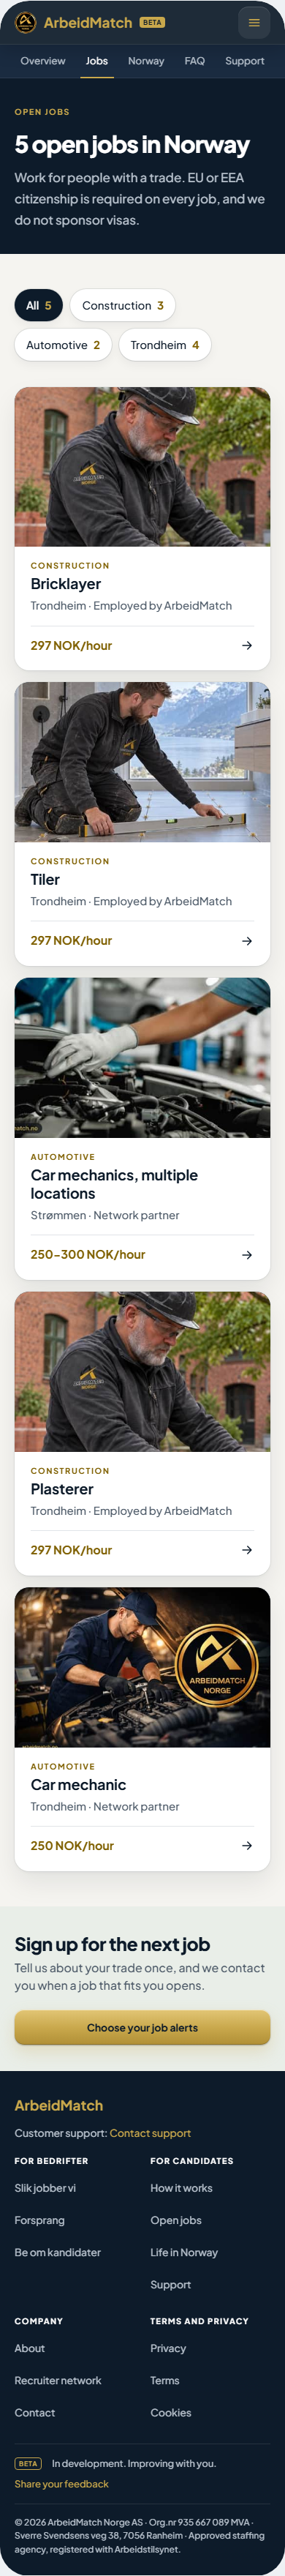 ArbeidMatch BETA
Overview Jobs Norway FAQ Support
OPEN JOBS
5 open jobs in Norway
Work for people with a trade. EU or EEA
citizenship is required on every job, and we
do not sponsor visas.
All 5 Construction 3
Automotive 2 Trondheim 4
CONSTRUCTION
Bricklayer
Trondheim · Employed by ArbeidMatch
297 NOK/hour →
CONSTRUCTION
Tiler
Trondheim · Employed by ArbeidMatch
297 NOK/hour →
atch.no
AUTOMOTIVE
Car mechanics, multiple
locations
Strømmen · Network partner
250–300 NOK/hour →
CONSTRUCTION
Plasterer
Trondheim · Employed by ArbeidMatch
297 NOK/hour →
ARBEIDMATCH
NORGE
AUTOMOTIVE
Car mechanic
Trondheim · Network partner
250 NOK/hour →
Sign up for the next job
Tell us about your trade once, and we contact
you when a job that fits you opens.
Choose your job alerts
ArbeidMatch
Customer support: Contact support
FOR BEDRIFTER FOR CANDIDATES
Slik jobber vi How it works
Forsprang Open jobs
Be om kandidater Life in Norway
Support
COMPANY TERMS AND PRIVACY
About Privacy
Recruiter network Terms
Contact Cookies
BETA In development. Improving with you.
Share your feedback
© 2026 ArbeidMatch Norge AS · Org.nr 935 667 089 MVA ·
Sverre Svendsens veg 38, 7056 Ranheim · Approved staffing
agency, registered with Arbeidstilsynet.